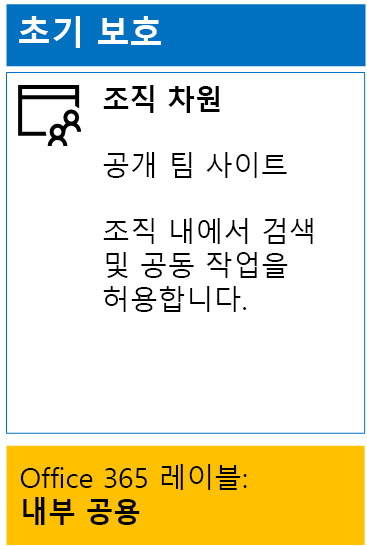 초기 보호
조직 차원
공개 팀 사이트
조직 내에서 검색
및 공동 작업을
허용합니다.
Office 365 레이블:
내부 공용